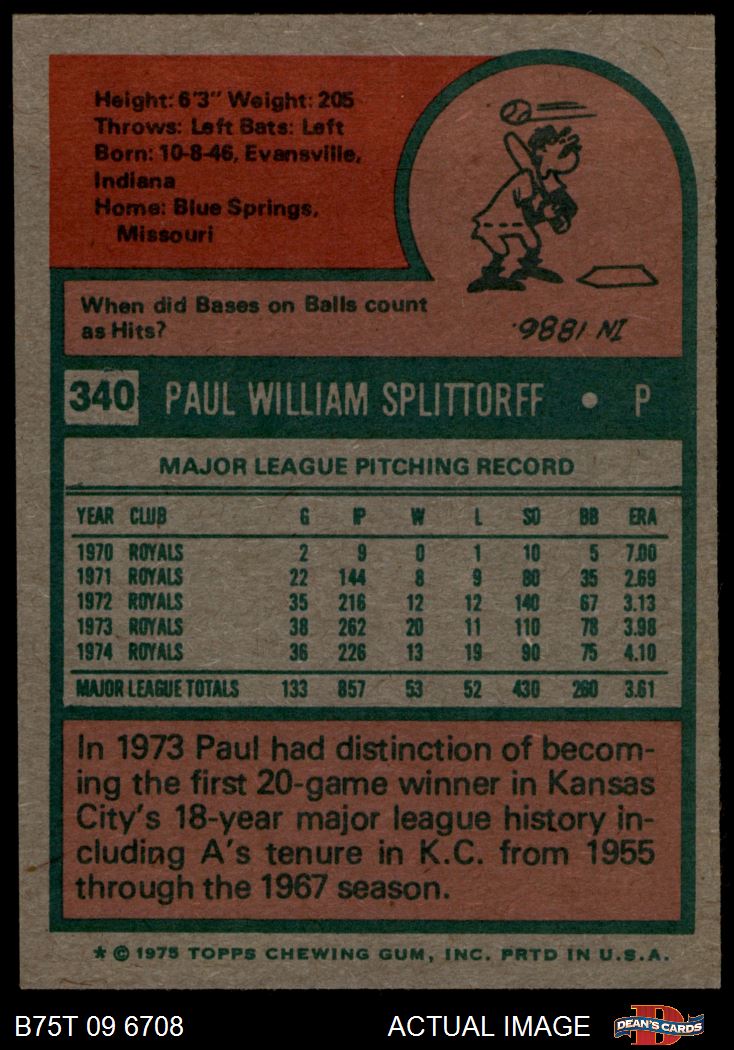 Height: 6'3" Weight: 205
Throws: Left Bats: Left
Born: 10-8-46, Evansville,
Indiana
Home: Blue Springs,
Missouri
When did Bases on Balls count
as Hits?
IN 1886.
340 PAUL WILLIAM SPLITTORFF • P
MAJOR LEAGUE PITCHING RECORD
YEAR CLUB G IP W L SO BB ERA
1970 ROYALS 2 9 0 1 10 5 7.00
1971 ROYALS 22 144 8 9 80 35 2.69
1972 ROYALS 35 216 12 12 140 67 3.13
1973 ROYALS 38 262 20 11 110 78 3.98
1974 ROYALS 36 226 13 19 90 75 4.10
MAJOR LEAGUE TOTALS 133 857 53 52 430 260 3.61
In 1973 Paul had distinction of becom-
ing the first 20-game winner in Kansas
City's 18-year major league history in-
cluding A's tenure in K.C. from 1955
through the 1967 season.
* © 1975 TOPPS CHEWING GUM, INC. PRTD IN U.S.A.
B75T 09 6708 ACTUAL IMAGE D DEAN'S CARDS